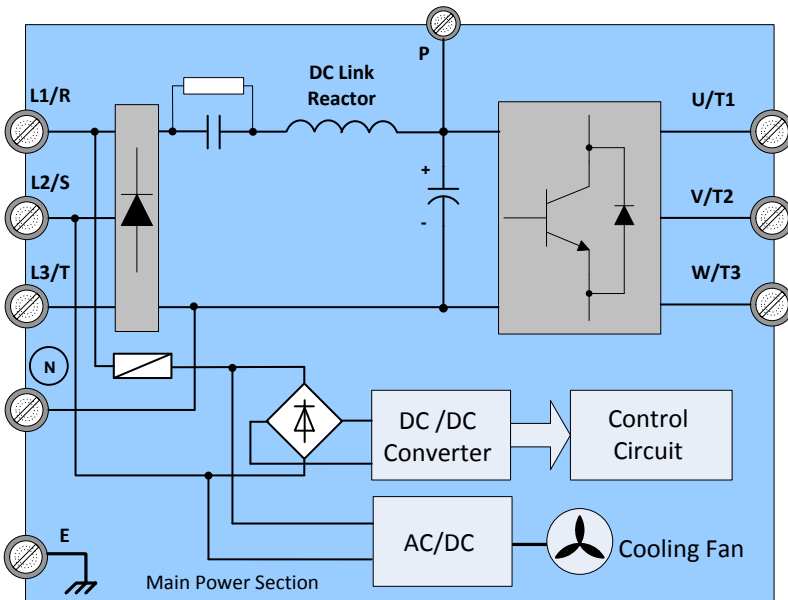 P
L1/R
DC Link
Reactor
U/T1
L2/S
+
-
V/T2
L3/T
W/T3
N
DC /DC
Converter
Control
Circuit
E
AC/DC
Cooling Fan
Main Power Section